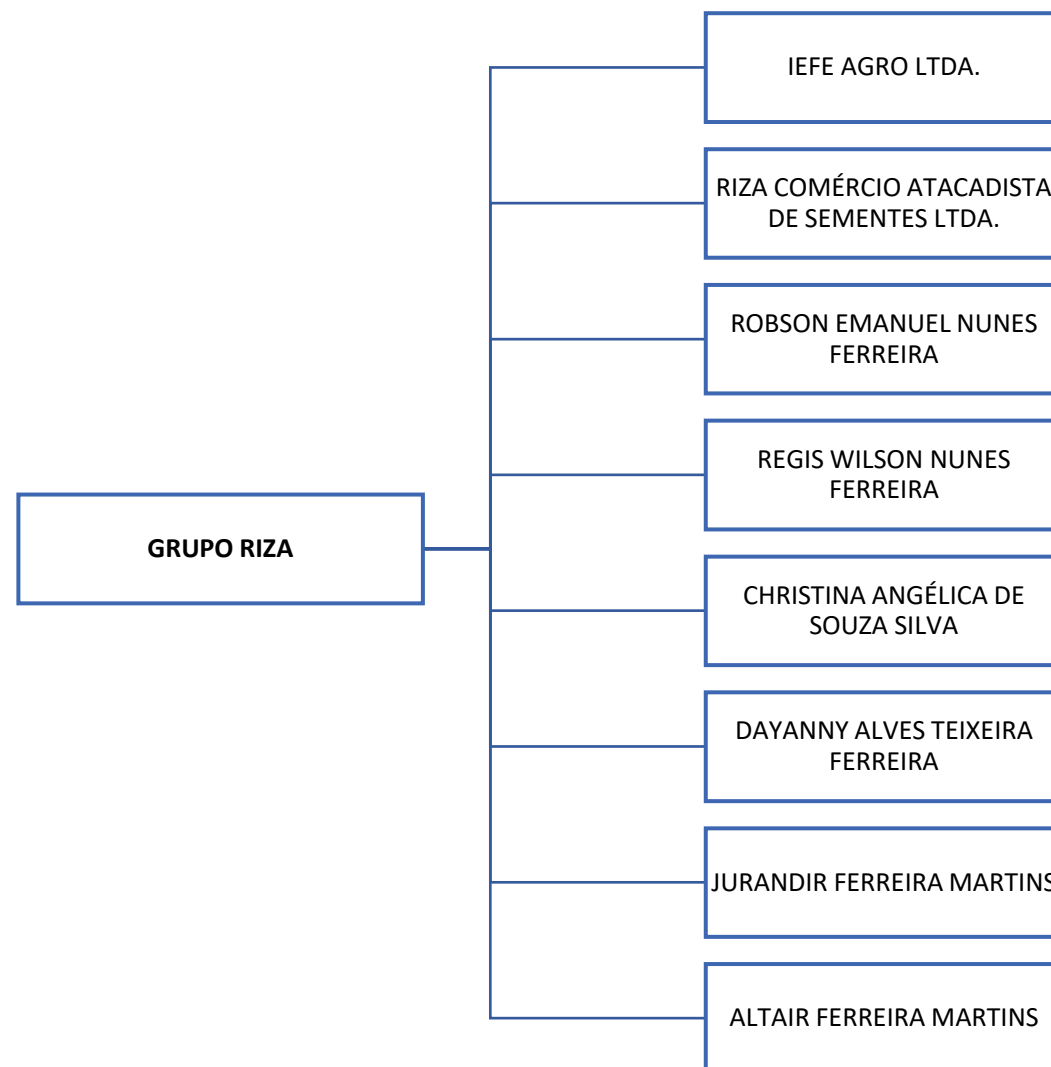 IEFE AGRO LTDA.
RIZA COMÉRCIO ATACADISTA
DE SEMENTES LTDA.
ROBSON EMANUEL NUNES
FERREIRA
REGIS WILSON NUNES
FERREIRA
GRUPO RIZA
CHRISTINA ANGÉLICA DE
SOUZA SILVA
DAYANNY ALVES TEIXEIRA
FERREIRA
JURANDIR FERREIRA MARTINS
ALTAIR FERREIRA MARTINS